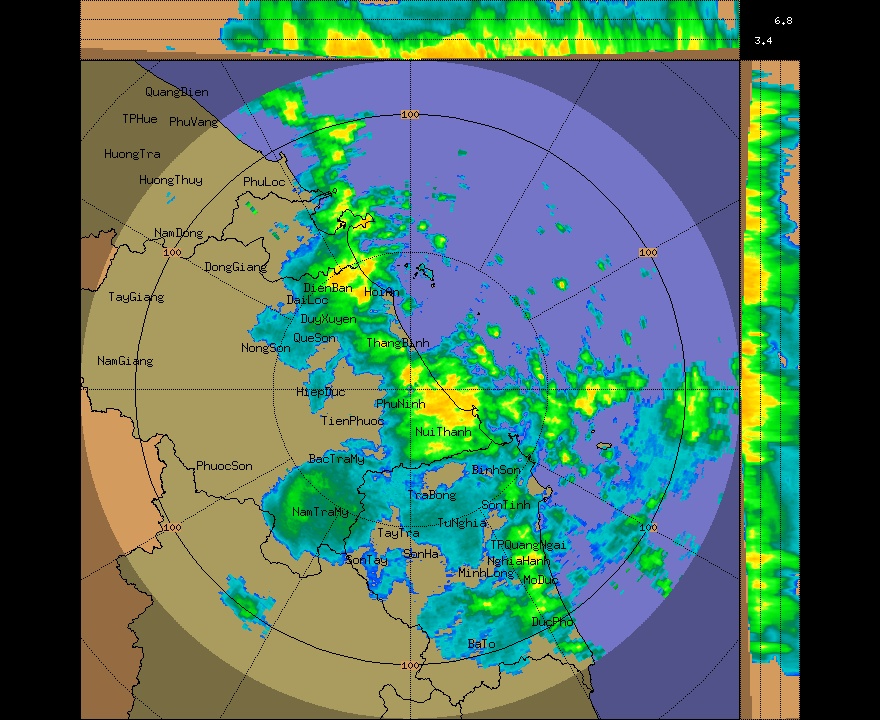 6.8
3.4
QuangDien
100
TPHue PhuVang
HuongTra
HuongThuy PhuLoc
NamDong
100 100
DongGiang
DienBan HoiAn
TayGiang DaiLoc
DuyXuyen
QueSon ThangBinh
NongSon
NamGiang
HiepDuc
PhuNinh
TienPhuoc
NuiThanh
BacTraMy
PhuocSon BinhSon
TraBong
NamTraMy SonTinh
100 TuNghia 100
TayTra
TPQuangNgai
SonHa
SonTay NghiaHanh
MinhLong
MoDuc
DucPho
BaTo
100